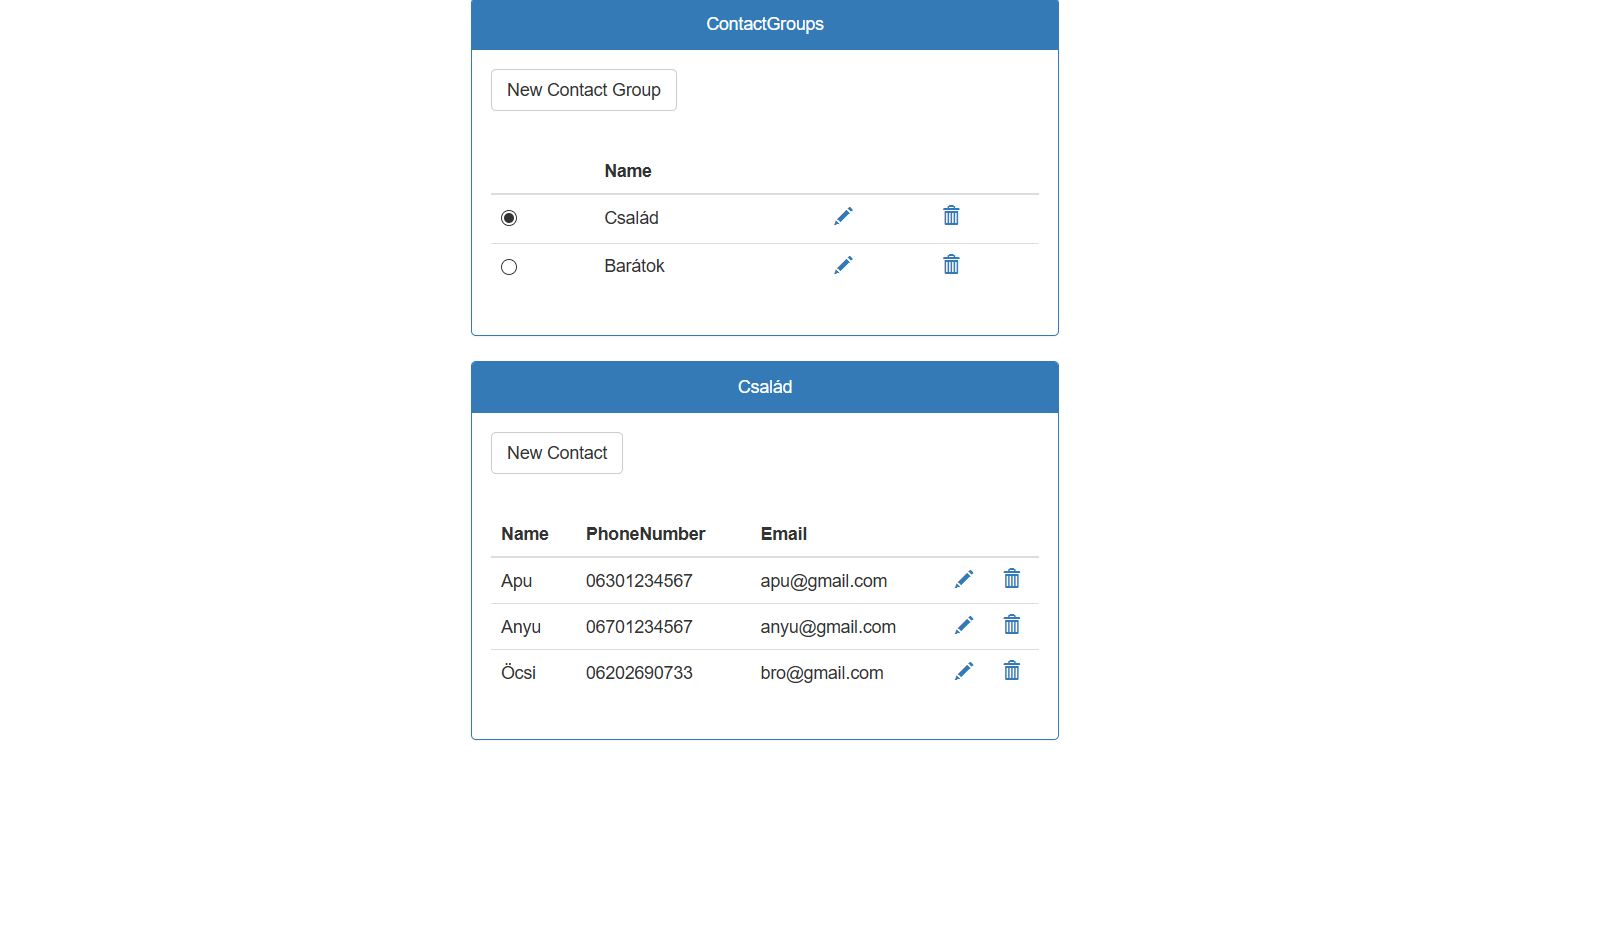 ContactGroups
New Contact Group
Name
Család
Barátok
Család
New Contact
Name PhoneNumber Email
Apu 06301234567 apu@gmail.com
Anyu 06701234567 anyu@gmail.com
Öcsi 06202690733 bro@gmail.com